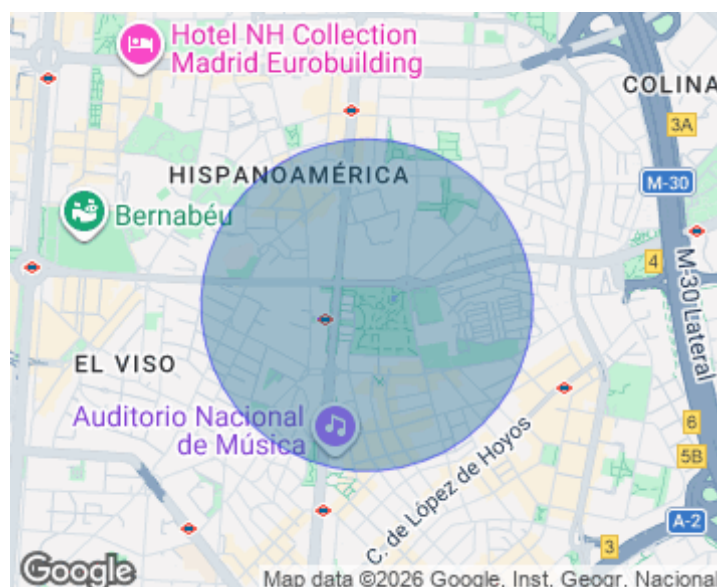 Hotel NH Collection
Madrid Eurobuilding
COLINA
3A
HISPANOAMÉRICA
M-30
Bernabéu
4
M-30 Lateral
EL VISO
Auditorio Nacional
de Música
C. de López de Hoyos
6
5B
A-2
3
Google
Map data ©2026 Google, Inst. Geogr. Nacional